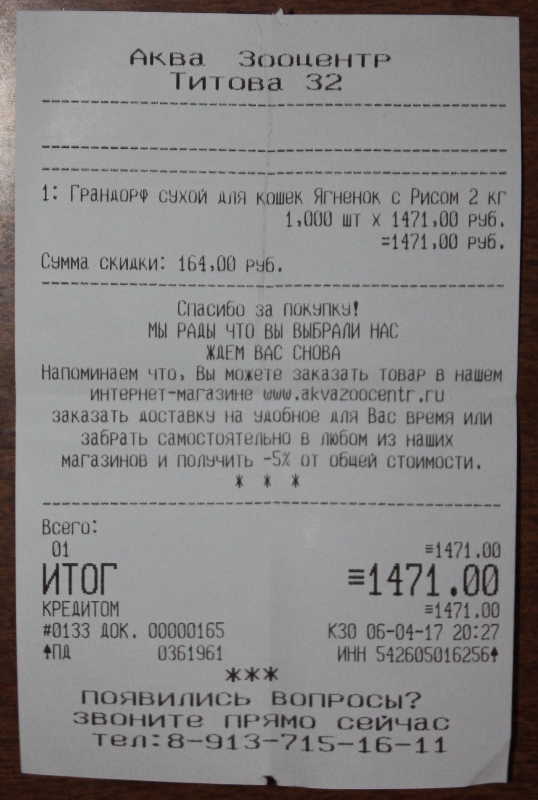 Аква Зооцентр
Титова 32
1: Грандорф сухой для кошек Ягненок с Рисом 2 кг
1,000 шт X 1471,00 руб.
=1471,00 руб.
Сумма скидки: 164,00 руб.
Спасибо за покупку!
МЫ РАДЫ ЧТО ВЫ ВЫБРАЛИ НАС
ЖДЕМ ВАС СНОВА
Напоминаем что, Вы можете заказать товар в нашем
интернет-магазине www.akvazoocentr.ru
заказать доставку на удобное для Вас время или
забрать самостоятельно в любом из наших
магазинов и получить -5% от общей стоимости.
* * *
Всего:
01 ≡1471.00
ИТОГ ≡1471.00
КРЕДИТОМ ≡1471.00
#0133 ДОК. 00000165 КЗ0 06-04-17 20:27
↑ПД 0361961 ИНН 542605016256↑
***
ПОЯВИЛИСЬ ВОПРОСЫ?
ЗВОНИТЕ ПРЯМО СЕЙЧАС
тел:8-913-715-16-11